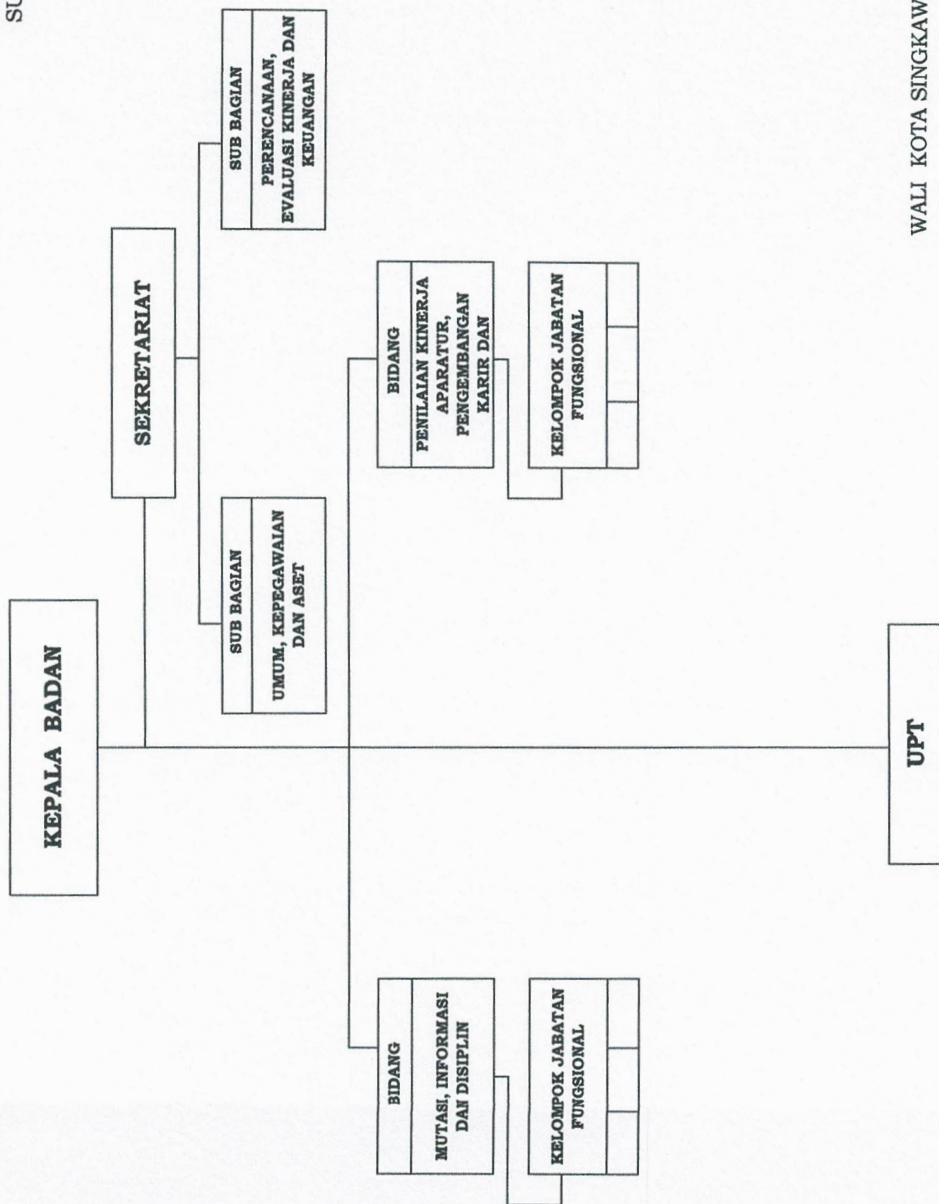 SU
KEPALA BADAN
SEKRETARIAT
SUB BAGIAN
UMUM, KEPEGAWAIAN
DAN ASET
SUB BAGIAN
PERENCANAAN,
EVALUASI KINERJA DAN
KEUANGAN
BIDANG
MUTASI, INFORMASI
DAN DISIPLIN
KELOMPOK JABATAN
FUNGSIONAL
BIDANG
PENILAIAN KINERJA
APARATUR,
PENGEMBANGAN
KARIR DAN
KELOMPOK JABATAN
FUNGSIONAL
UPT
WALI KOTA SINGKAW